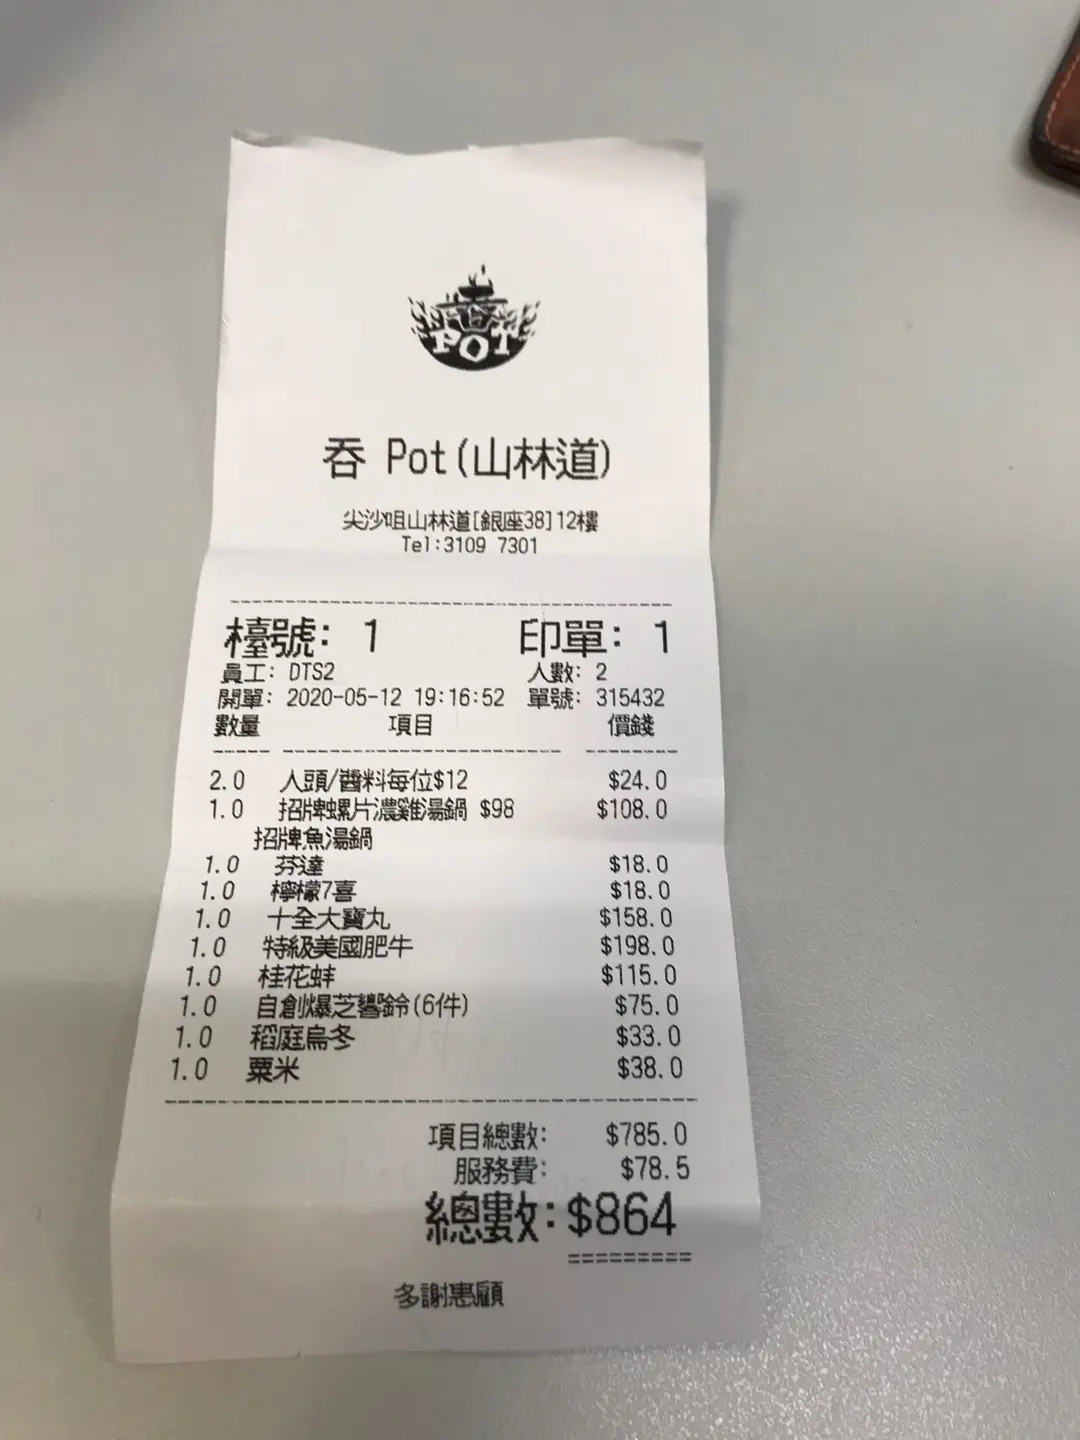 吞
POT
吞 Pot(山林道)
尖沙咀山林道[銀座38]12樓
Tel:3109 7301
檯號: 1 印單: 1
員工: DTS2 人數: 2
開單: 2020-05-12 19:16:52 單號: 315432
數量 項目 價錢
2.0 人頭/醬料每位$12 $24.0
1.0 招牌螺片濃雞湯鍋 $98 $108.0
招牌魚湯鍋
1.0 芬達 $18.0
1.0 檸檬7喜 $18.0
1.0 十全大寶丸 $158.0
1.0 特級美國肥牛 $198.0
1.0 桂花蚌 $115.0
1.0 自創爆芝響鈴(6件) $75.0
1.0 稻庭烏冬 $33.0
1.0 粟米 $38.0
項目總數: $785.0
服務費: $78.5
總數: $864
多謝惠顧